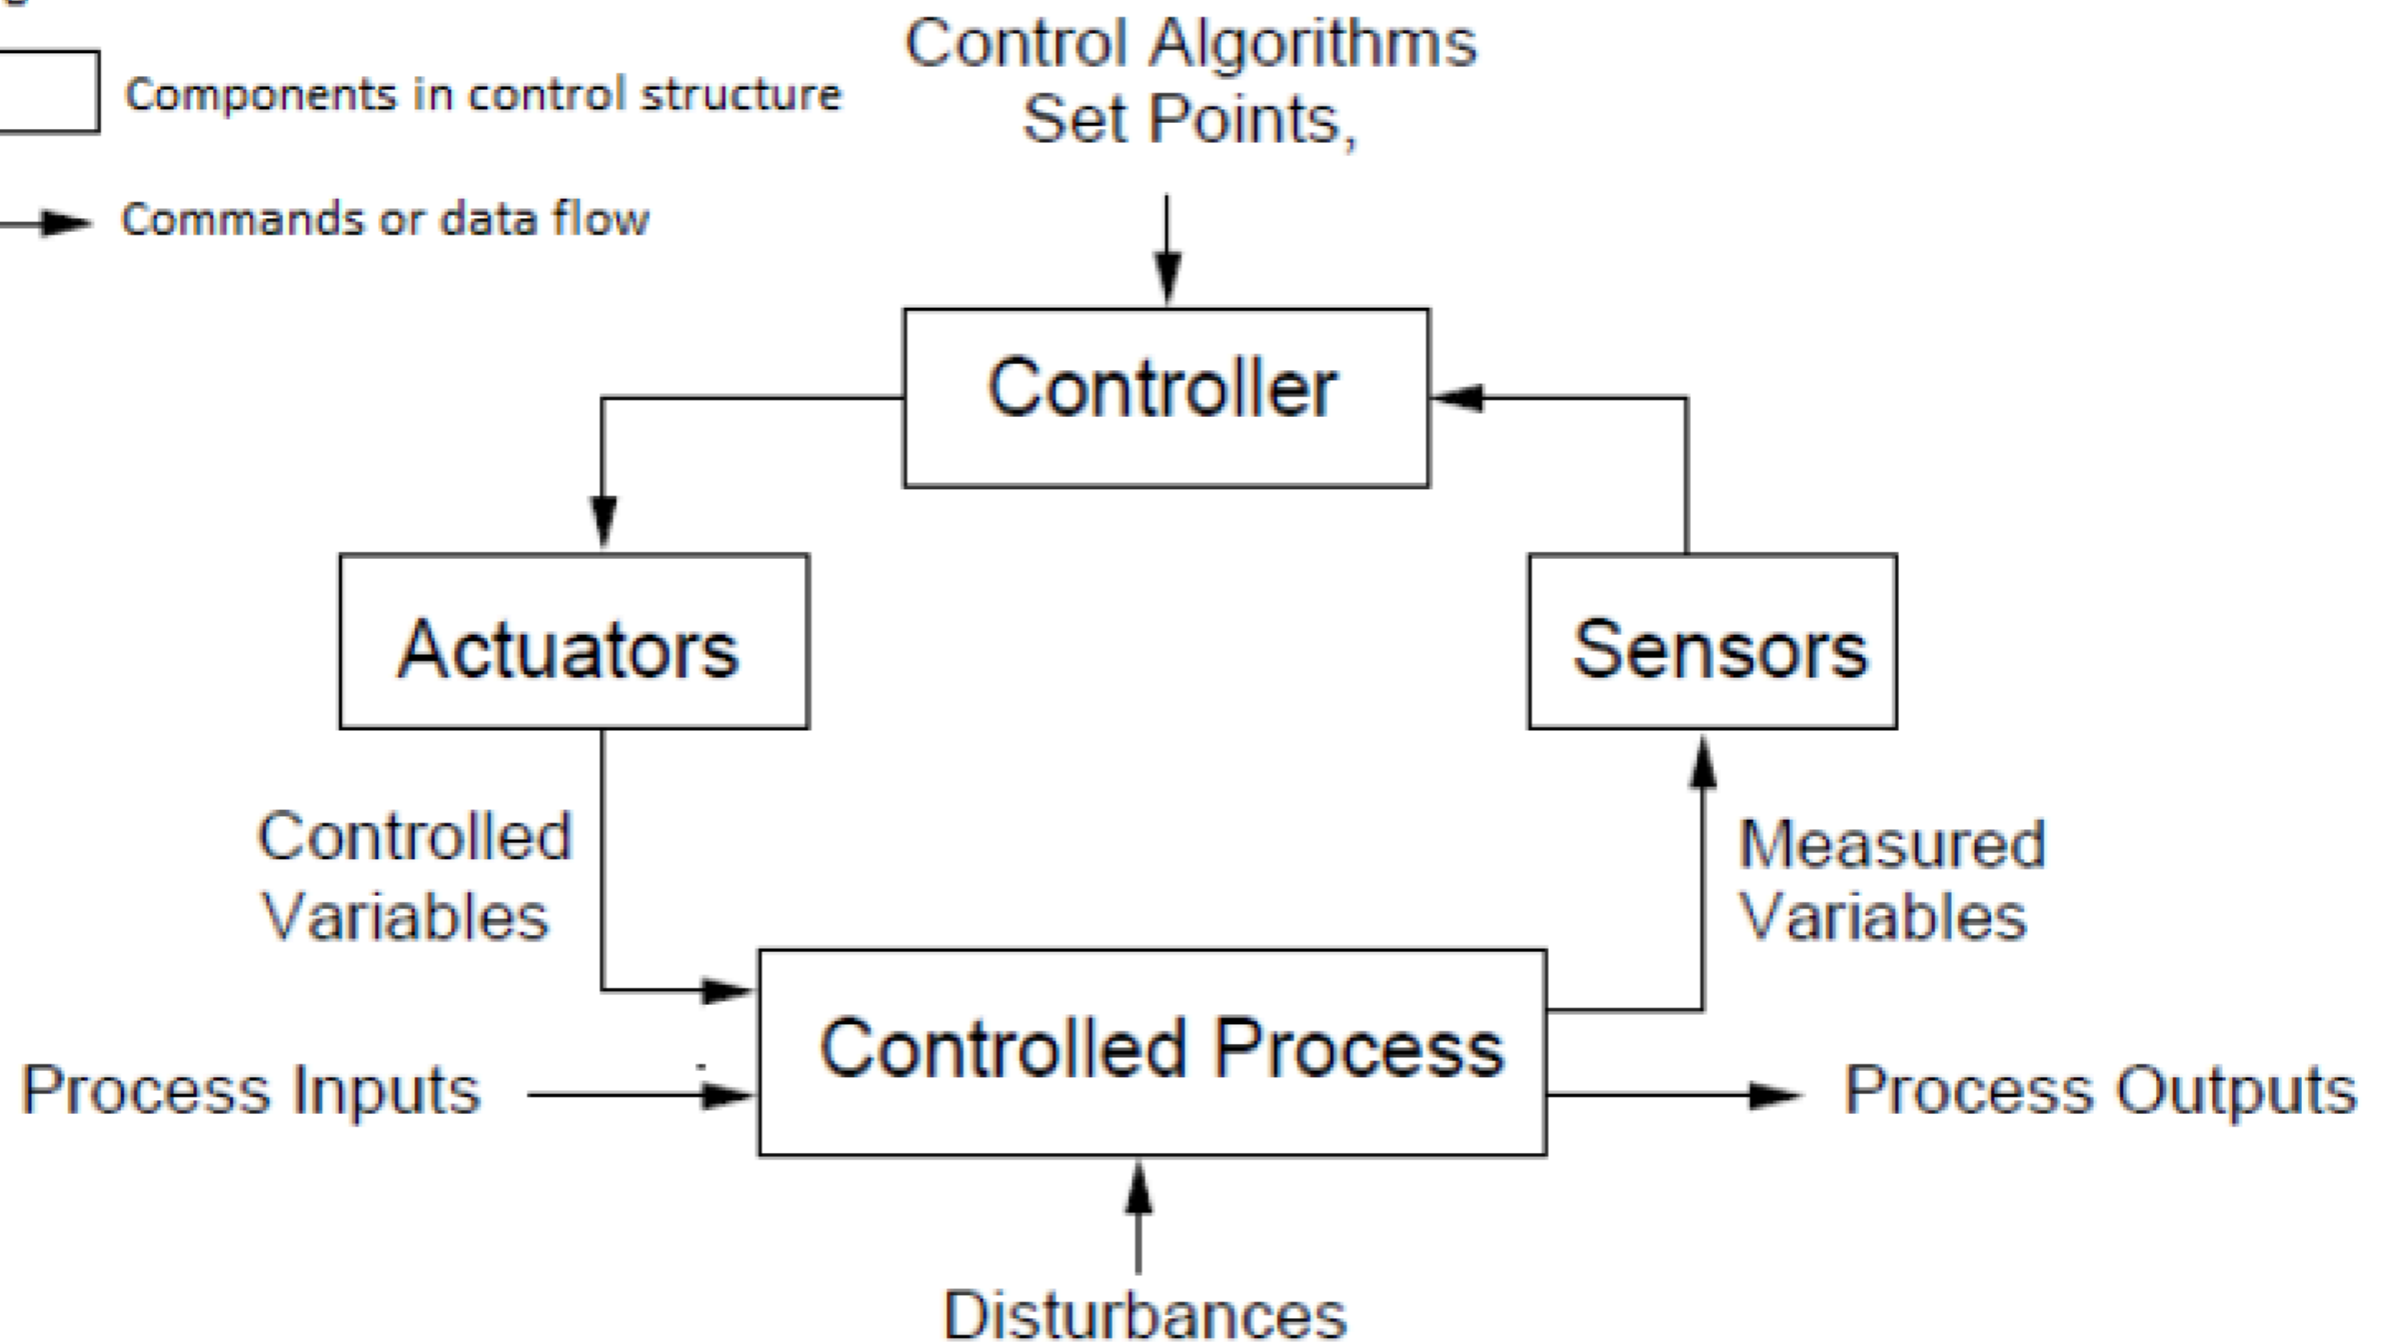 Components in control structure
Commands or data flow
Control Algorithms
Set Points,
Controller
Actuators
Sensors
Controlled
Variables
Measured
Variables
Controlled Process
Process Inputs
Process Outputs
Disturbances